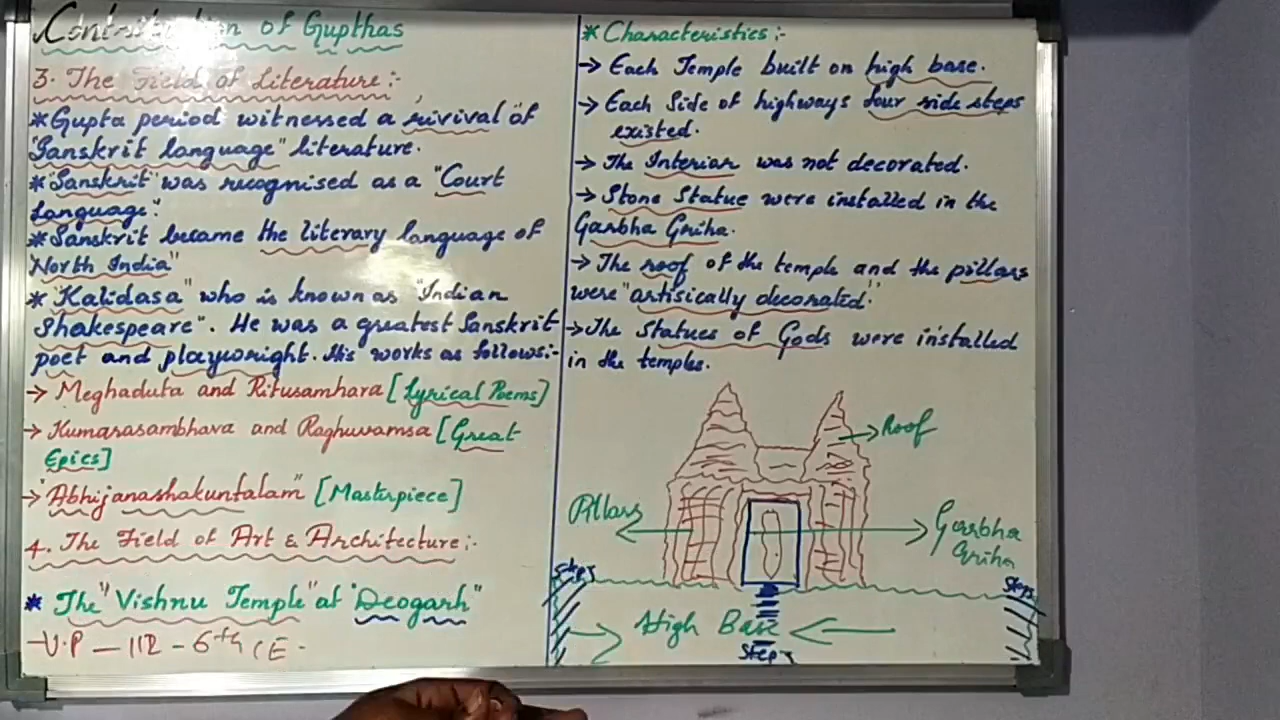 Contribution of Gupthas
3. The Field of Literature:-
* Gupta period witnessed a rivival of
"Sanskrit language" literature.
* "Sanskrit" was recognised as a "Court
language".
* Sanskrit became the literary language of
"North India"
* "Kalidasa" who is known as "Indian
Shakespeare". He was a greatest Sanskrit
poet and playwright. His works as follows:-
→ Meghaduta and Ritusamhara [Lyrical Poems]
→ Kumarasambhava and Raghuvamsa [Great
Epics]
→ "Abhijanashakuntalam" [Masterpiece]
4. The Field of Art & Architecture:-
* The "Vishnu Temple" at "Deogarh"
-U.P - - 6th CE.
* Characteristics:-
→ Each Temple built on high base.
→ Each Side of highways four side steps
existed.
→ The Interiar was not decorated.
→ Stone Statue were installed in the
Garbha Griha.
→ The roof of the temple and the pillars
were "artisically decorated".
→ The Statues of Gods were installed
in the temples.
Roof
Pillars
Garbha
Griha
Steps
Steps
High Base
Steps